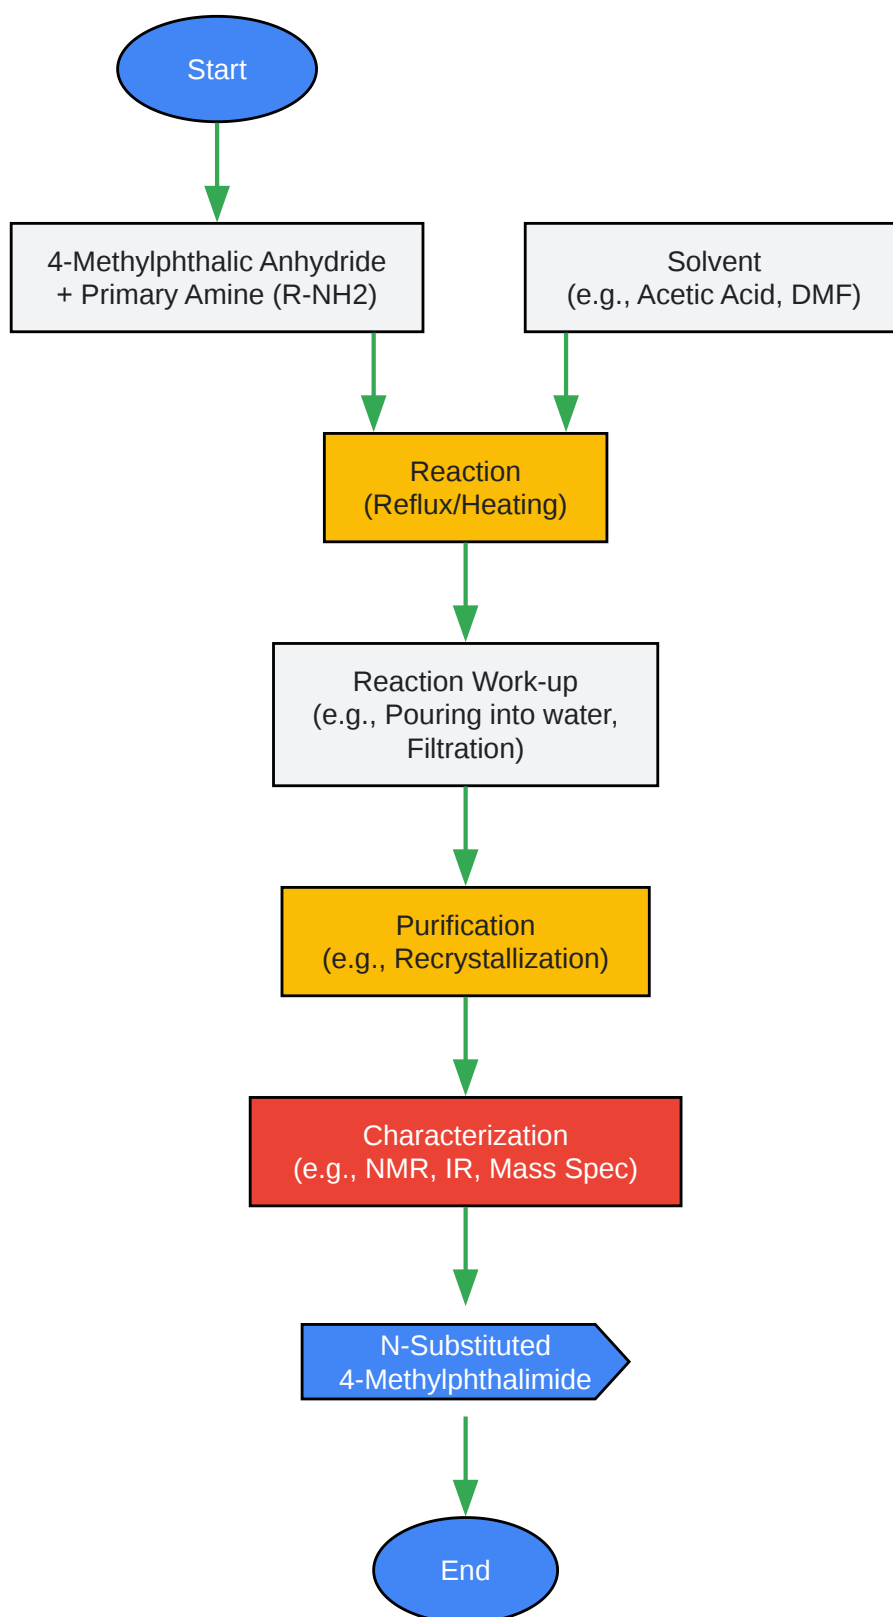 Start
4-Methylphthalic Anhydride
+ Primary Amine (R-NH2)
Solvent
(e.g., Acetic Acid, DMF)
Reaction
(Reflux/Heating)
Reaction Work-up
(e.g., Pouring into water,
Filtration)
Purification
(e.g., Recrystallization)
Characterization
(e.g., NMR, IR, Mass Spec)
N-Substituted
4-Methylphthalimide
End